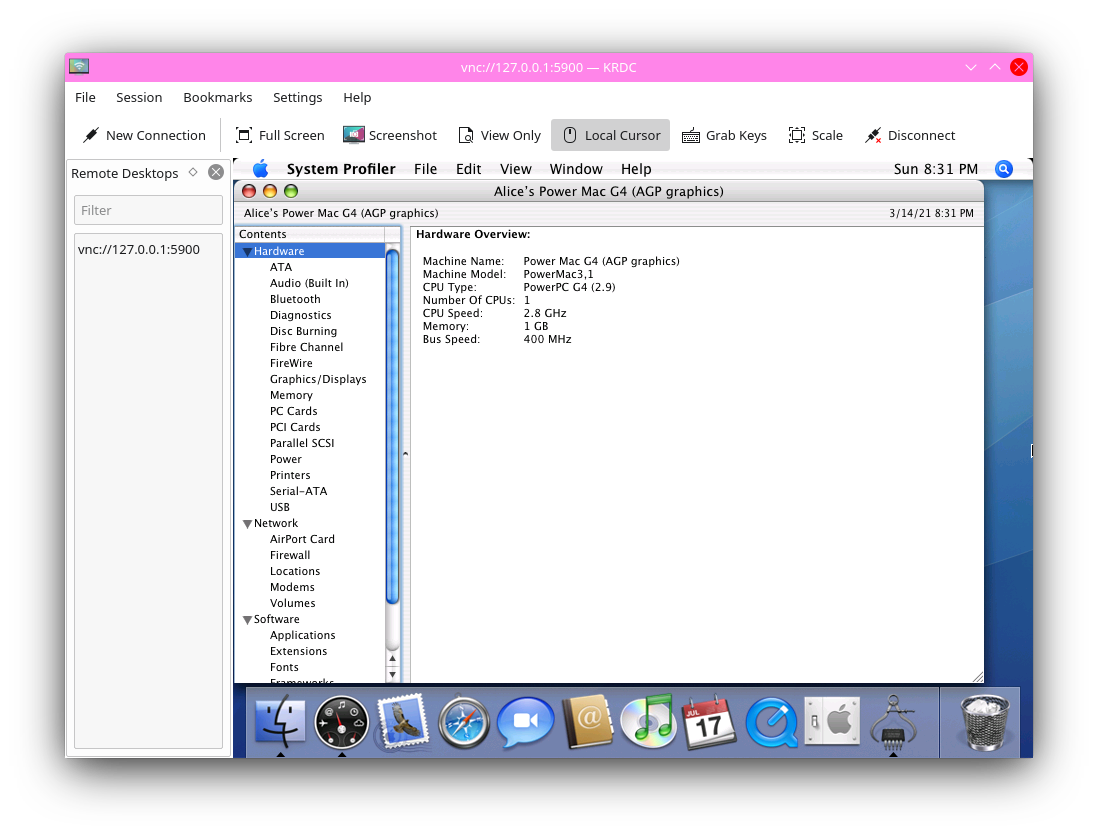 vnc://127.0.0.1:5900 — KRDC
File Session Bookmarks Settings Help
New Connection Full Screen Screenshot View Only Local Cursor Grab Keys Scale Disconnect
Remote Desktops
Filter
vnc://127.0.0.1:5900
System Profiler File Edit View Window Help Sun 8:31 PM
Alice's Power Mac G4 (AGP graphics)
Alice's Power Mac G4 (AGP graphics) 3/14/21 8:31 PM
Contents
Hardware
ATA
Audio (Built In)
Bluetooth
Diagnostics
Disc Burning
Fibre Channel
FireWire
Graphics/Displays
Memory
PC Cards
PCI Cards
Parallel SCSI
Power
Printers
Serial-ATA
USB
Network
AirPort Card
Firewall
Locations
Modems
Volumes
Software
Applications
Extensions
Fonts
Frameworks
Hardware Overview:
Machine Name: Power Mac G4 (AGP graphics)
Machine Model: PowerMac3,1
CPU Type: PowerPC G4 (2.9)
Number Of CPUs: 1
CPU Speed: 2.8 GHz
Memory: 1 GB
Bus Speed: 400 MHz
@
JUL
17